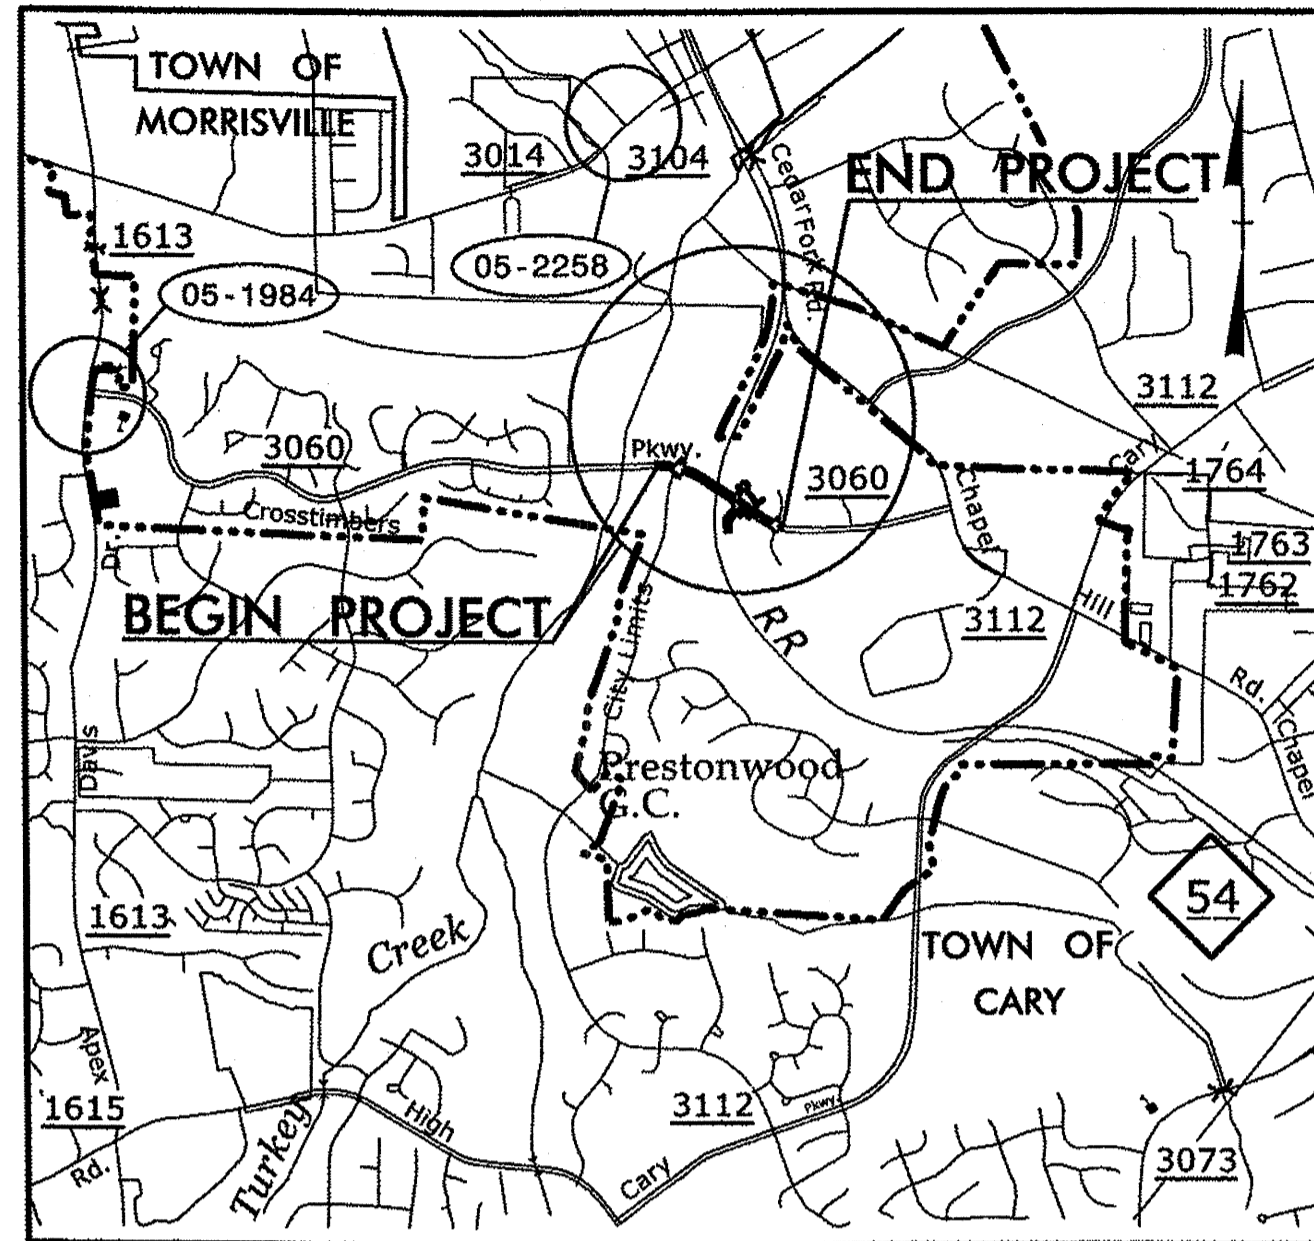 TOWN OF
MORRISVILLE
3014
3104
Cedar Fork Rd.
END PROJECT
1613
05-2258
05-1984
3112
3060
Pkwy.
3060
Cary
1764
Crosstimbers
Chapel
1763
Dr.
1762
BEGIN PROJECT
City Limits
RR
3112
Hill
Rd.
Davis
Prestonwood
G.C.
Chapel
54
1613
Creek
TOWN OF
CARY
Apex
1615
High
3112
Pkwy.
Turkey
Rd.
Cary
3073